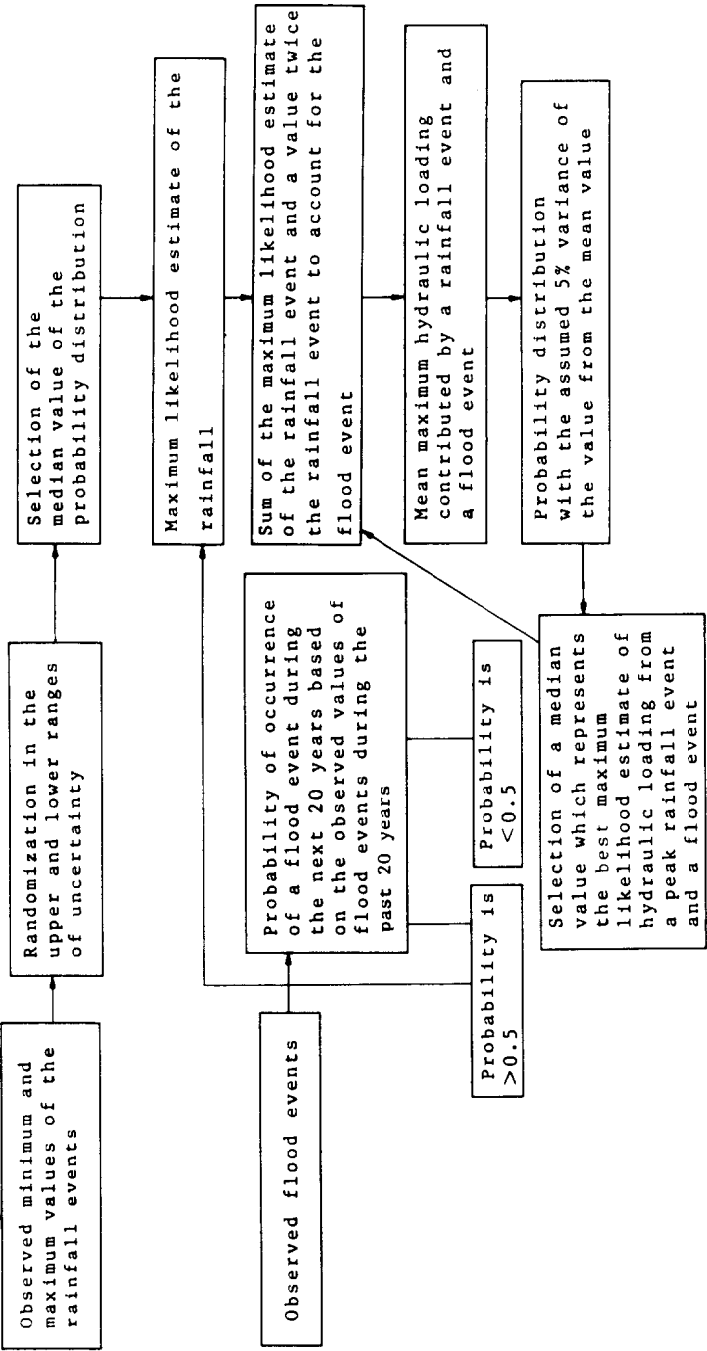 Observed minimum and
maximum values of the
rainfall events
Randomization in the
upper and lower ranges
of uncertainty
Selection of the
median value of the
probability distribution
Maximum likelihood estimate of the
rainfall
Observed flood events
Probability of occurrence
of a flood event during
the next 20 years based
on the observed values of
flood events during the
past 20 years
Sum of the maximum likelihood estimate
of the rainfall event and a value twice
the rainfall event to account for the
flood event
Mean maximum hydraulic loading
contributed by a rainfall event and
a flood event
Probability is
>0.5
Probability is
<0.5
Probability distribution
with the assumed 5% variance of
the value from the mean value
Selection of a median
value which represents
the best maximum
likelihood estimate of
hydraulic loading from
a peak rainfall event
and a flood event